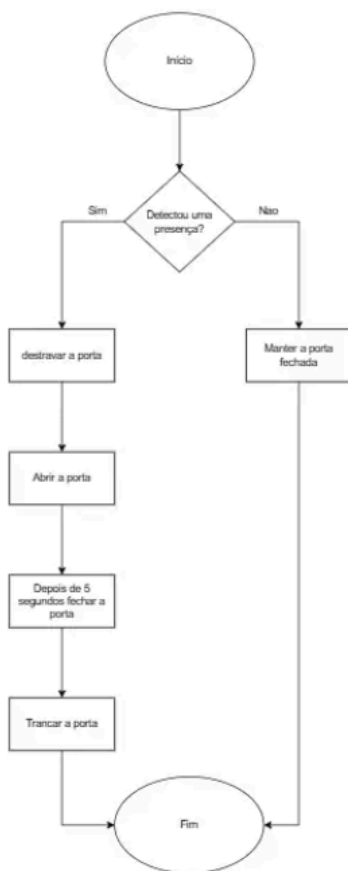 Início
Detectou uma
presença?
Sim
Nao
destravar a porta
Manter a porta
fechada
Abrir a porta
Depois de 5
segundos fechar a
porta
Trancar a porta
Fim